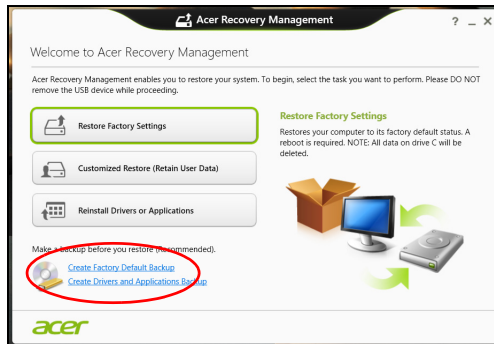 Acer Recovery Management
? _ X
Welcome to Acer Recovery Management
Acer Recovery Management enables you to restore your system. To begin, select the task you want to perform. Please DO NOT
remove the USB device while proceeding.
Restore Factory Settings
Customized Restore (Retain User Data)
Reinstall Drivers or Applications
Restore Factory Settings
Restores your computer to its factory default status. A
reboot is required. NOTE: All data on drive C will be
deleted.
Make a backup before you restore (Recommended).
Create Factory Default Backup
Create Drivers and Applications Backup
acer